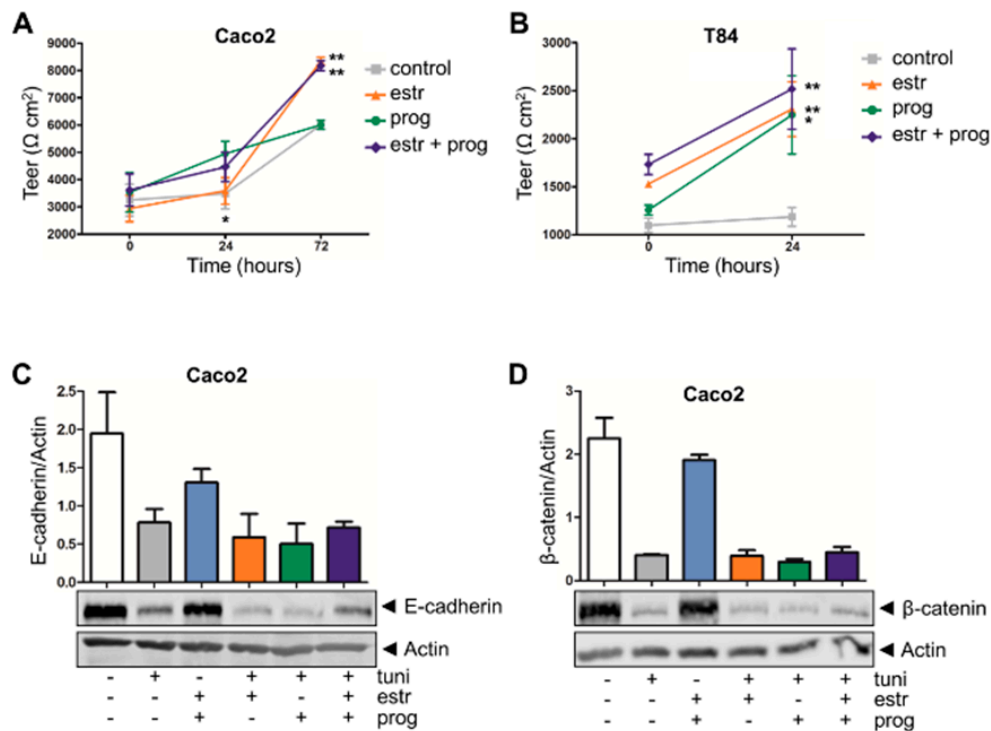 A
Caco2
Teer (Ω cm²)
9000
8000
7000
6000
5000
4000
3000
2000
**
**
*
0 24 72
Time (hours)
control
estr
prog
estr + prog
B
T84
Teer (Ω cm²)
3000
2500
2000
1500
1000
**
**
*
0 24
Time (hours)
control
estr
prog
estr + prog
C
Caco2
E-cadherin/Actin
2.5
2.0
1.5
1.0
0.5
0.0
◄ E-cadherin
◄ Actin
- + - + + + tuni
- - + + - + estr
- - + - + + prog
D
Caco2
β-catenin/Actin
3
2
1
0
◄ β-catenin
◄ Actin
- + - + + + tuni
- - + + - + estr
- - + - + + prog